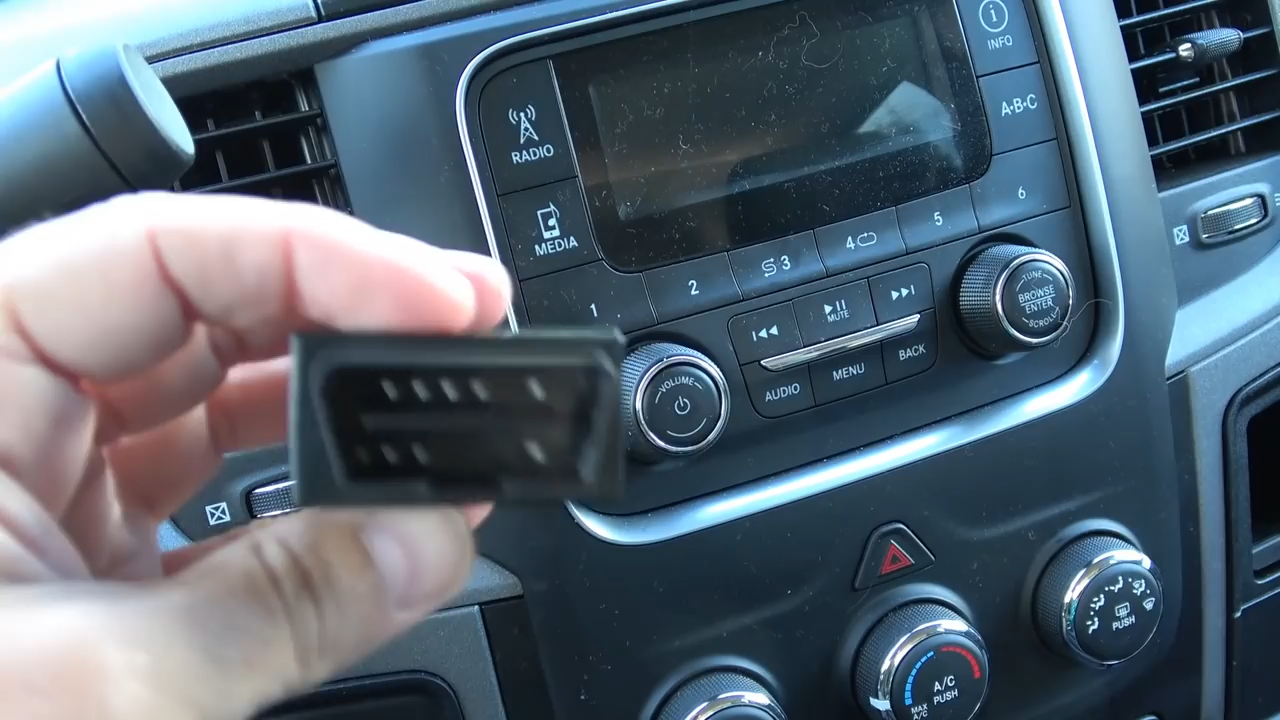 INFO
RADIO
A·B·C
MEDIA
1
2
3
4
5
6
MUTE
TUNE
BROWSE
ENTER
SCROLL
VOLUME
AUDIO
MENU
BACK
PUSH
A/C
PUSH
MAX
A/C